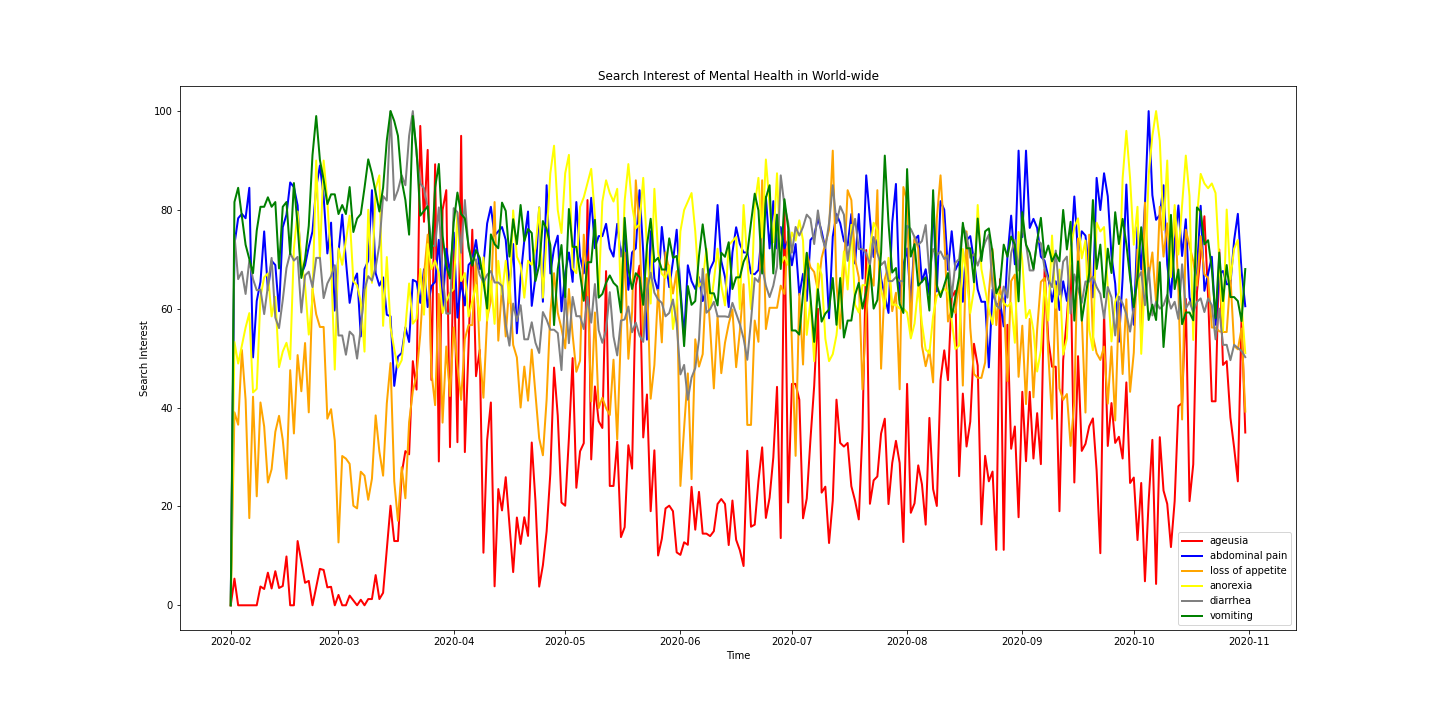 Search Interest of Mental Health in World-wide
Search Interest
100
80
60
40
20
0
2020-02 2020-03 2020-04 2020-05 2020-06 2020-07 2020-08 2020-09 2020-10 2020-11
Time
ageusia
abdominal pain
loss of appetite
anorexia
diarrhea
vomiting